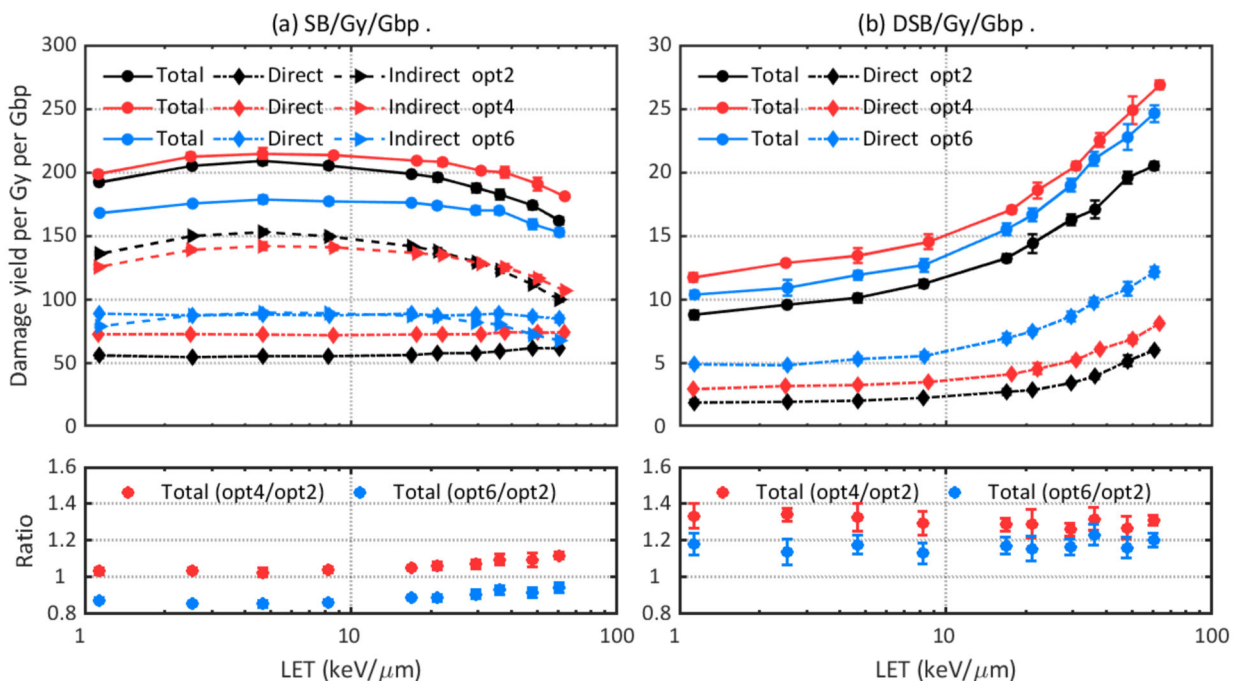 (a) SB/Gy/Gbp .
(b) DSB/Gy/Gbp .
Damage yield per Gy per Gbp
300
250
200
150
100
50
0
Total Direct Indirect opt2
Total Direct Indirect opt4
Total Direct Indirect opt6
30
25
20
15
10
5
0
Total Direct opt2
Total Direct opt4
Total Direct opt6
Ratio
1.6
1.4
1.2
1
0.8
Total (opt4/opt2) Total (opt6/opt2)
1 10 100
LET (keV/μm)
1.6
1.4
1.2
1
0.8
Total (opt4/opt2) Total (opt6/opt2)
1 10 100
LET (keV/μm)